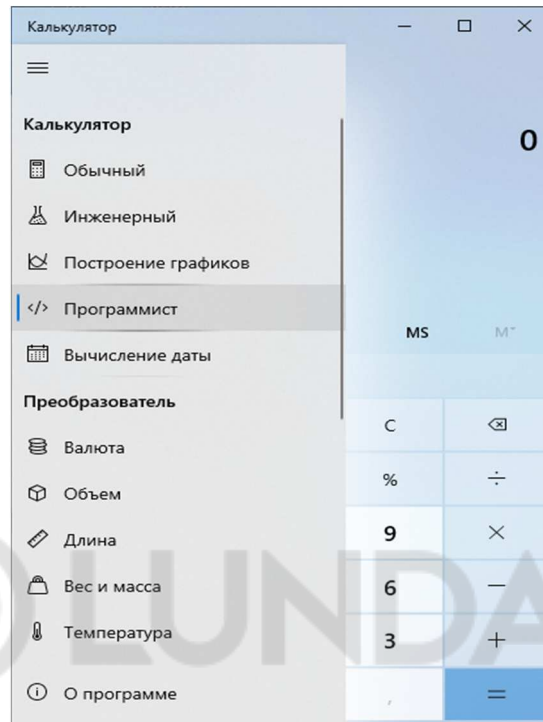 Калькулятор
0
Калькулятор
Обычный
Инженерный
Построение графиков
Программист
Вычисление даты
MS M˅
Преобразователь
Валюта
Объем
Длина
Вес и масса
Температура
О программе
C
%
÷
9
×
6
−
3
+
,
=
LUNDA